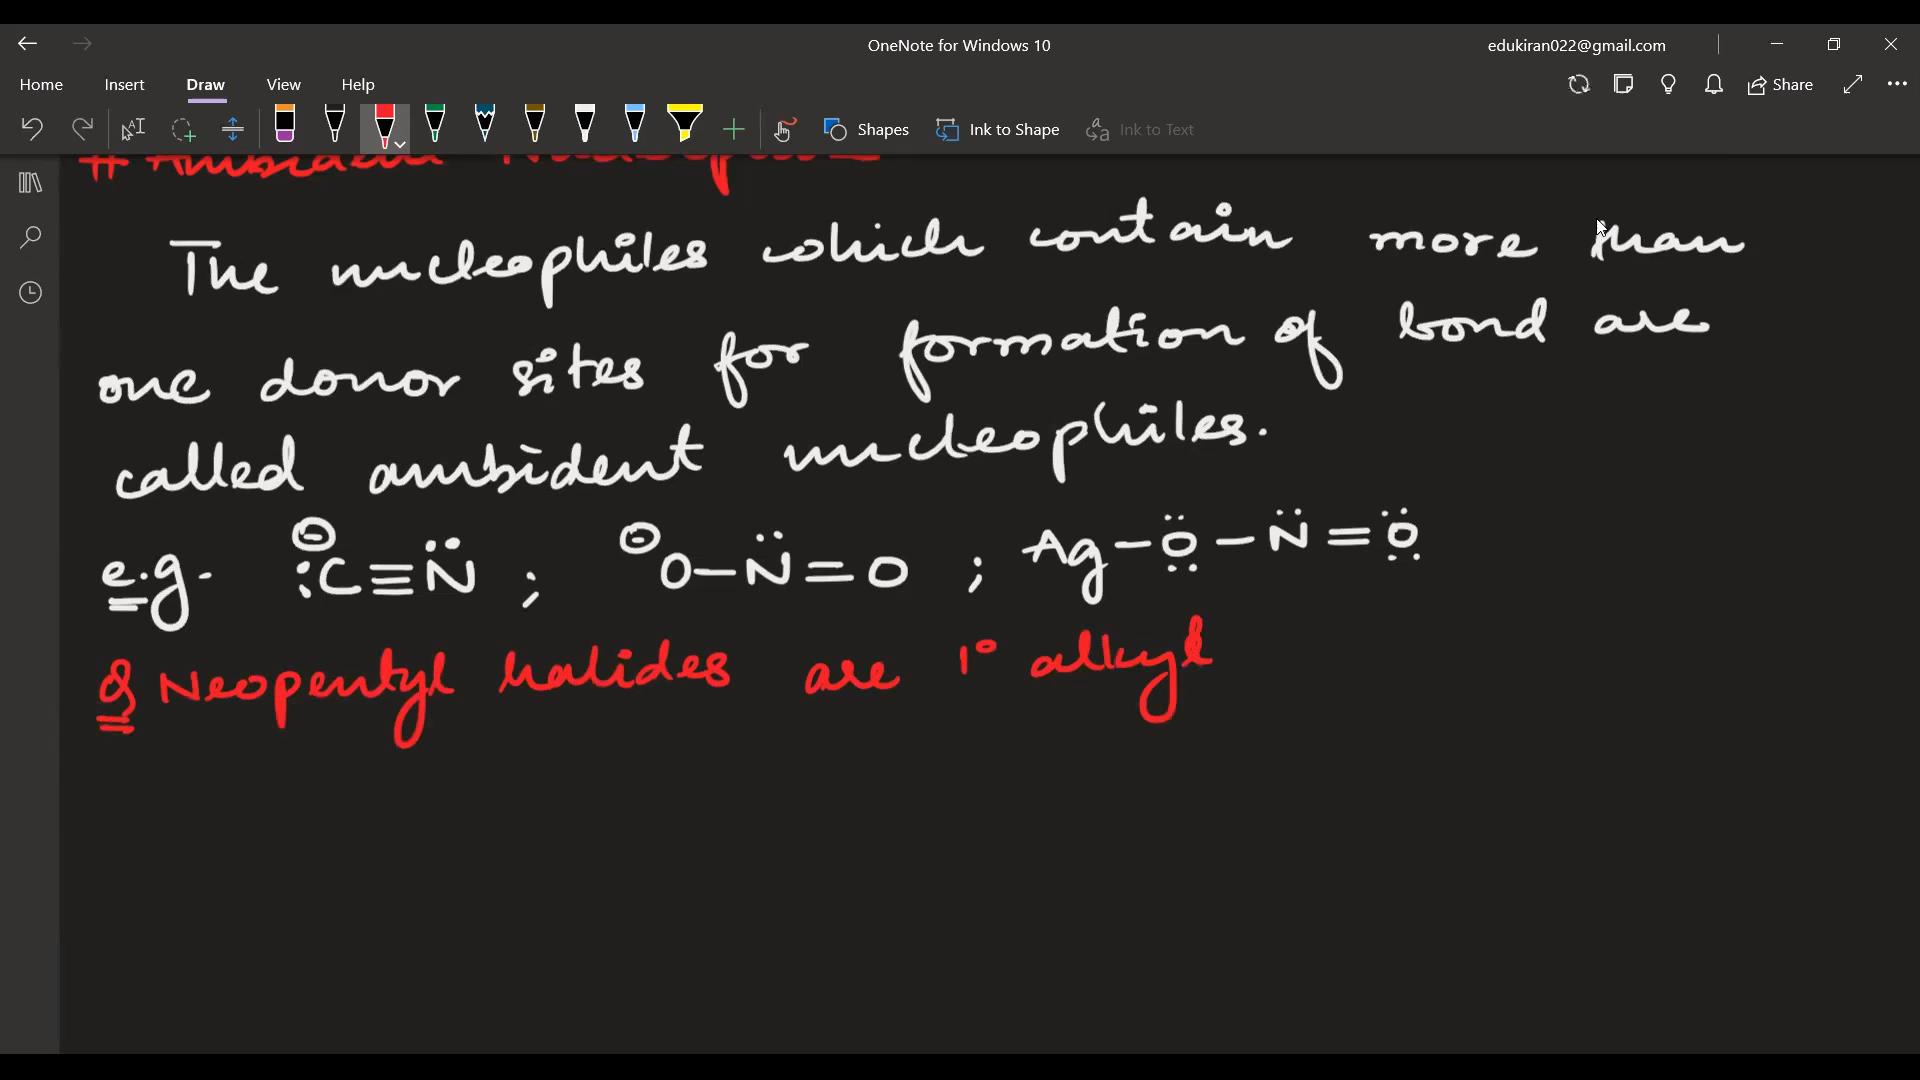 OneNote for Windows 10
edukiran022@gmail.com
Home Insert Draw View Help
Share
Shapes Ink to Shape Ink to Text
# Ambident Nucleophile
The nucleophiles which contain more than
one donor sites for formation of bond are
called ambident nucleophiles.
e.g. ⊖:C≡N̈ ; ⊖O–N̈=O ; Ag–Ö–N̈=Ö
Q Neopentyl halides are 1° alkyl